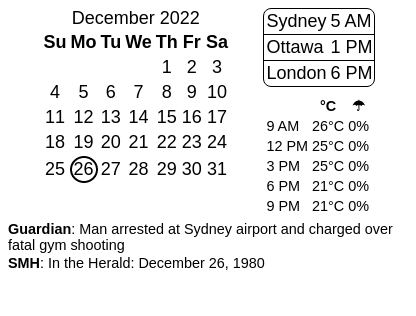 December 2022
Su Mo Tu We Th Fr Sa
1 2 3
4 5 6 7 8 9 10
11 12 13 14 15 16 17
18 19 20 21 22 23 24
25 26 27 28 29 30 31
Sydney 5 AM
Ottawa 1 PM
London 6 PM
°C ☂
9 AM 26°C 0%
12 PM 25°C 0%
3 PM 25°C 0%
6 PM 21°C 0%
9 PM 21°C 0%
Guardian: Man arrested at Sydney airport and charged over
fatal gym shooting
SMH: In the Herald: December 26, 1980